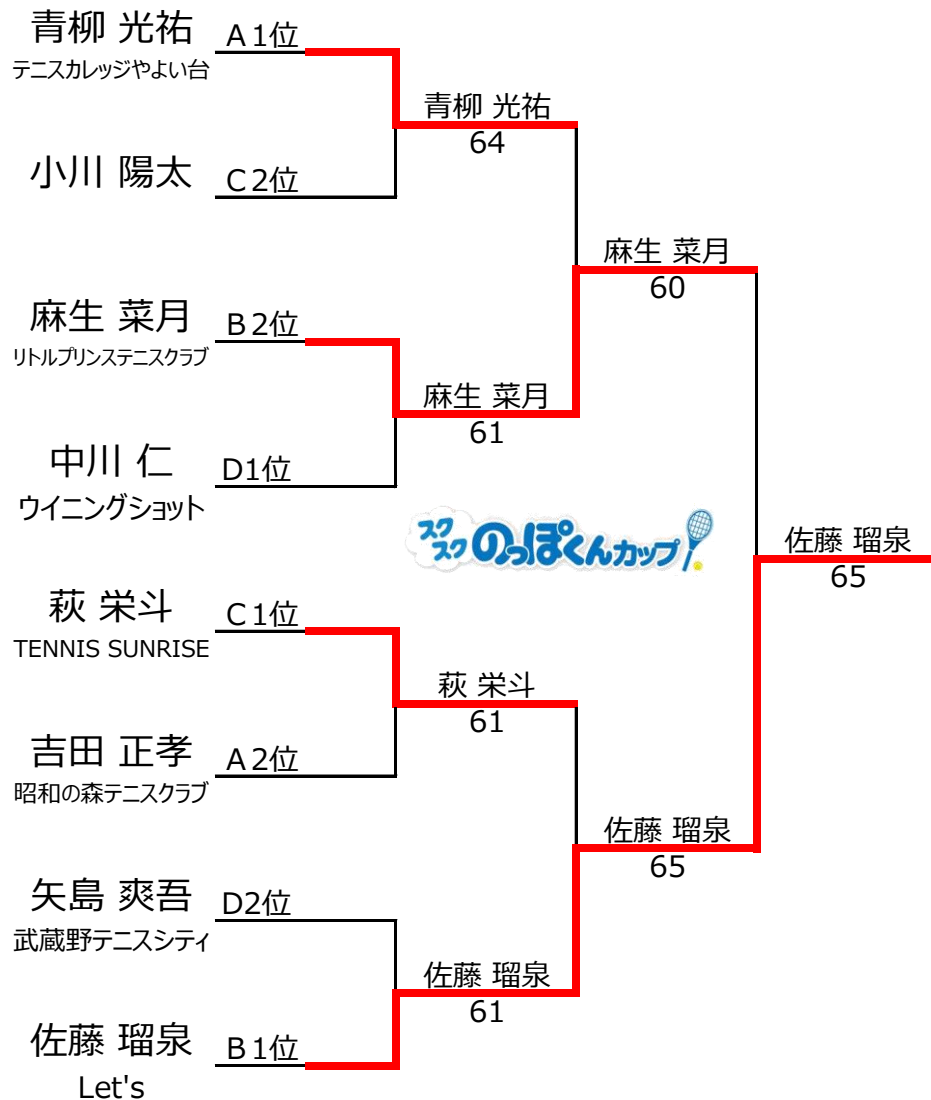 青柳 光祐
A1位
テニスカレッジやよい台
青柳 光祐
64
小川 陽太
C2位
麻生 菜月
60
麻生 菜月
B2位
リトルプリンステニスクラブ
麻生 菜月
61
中川 仁
D1位
ウイニングショット
スクスクのっぽくんカップ
佐藤 瑠泉
65
萩 栄斗
C1位
TENNIS SUNRISE
萩 栄斗
61
吉田 正孝
A2位
昭和の森テニスクラブ
佐藤 瑠泉
65
矢島 爽吾
D2位
武蔵野テニスシティ
佐藤 瑠泉
61
佐藤 瑠泉
B1位
Let's